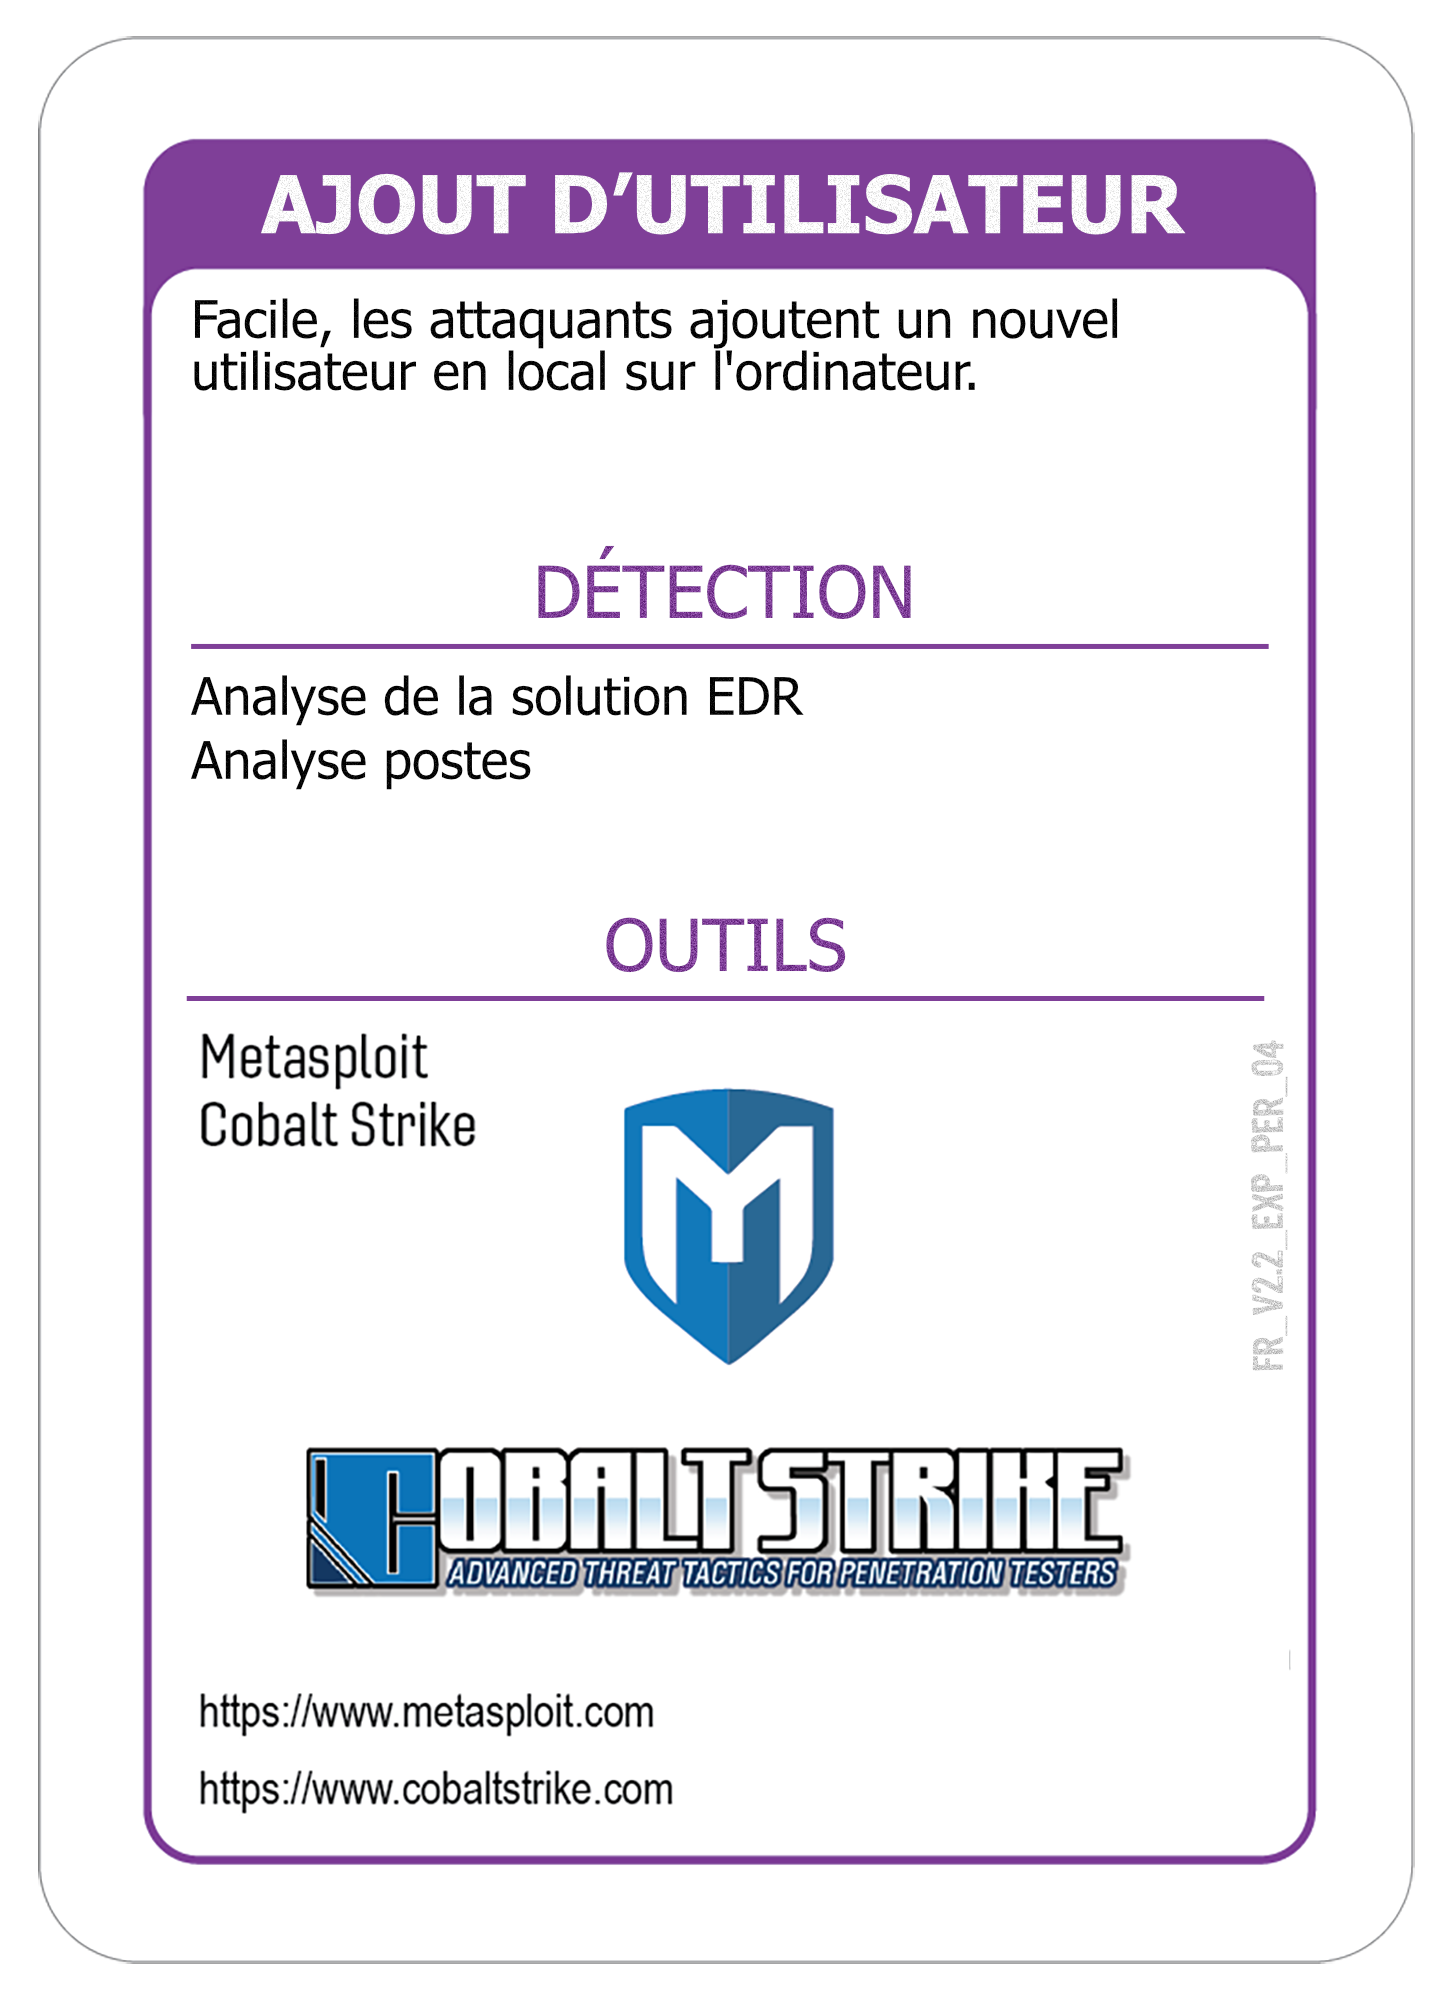 AJOUT D’UTILISATEUR
Facile, les attaquants ajoutent un nouvel
utilisateur en local sur l'ordinateur.
DÉTECTION
Analyse de la solution EDR
Analyse postes
OUTILS
Metasploit
Cobalt Strike
FR_V2.2_EXP_PER_04
M
COBALT STRIKE
ADVANCED THREAT TACTICS FOR PENETRATION TESTERS
https://www.metasploit.com
https://www.cobaltstrike.com